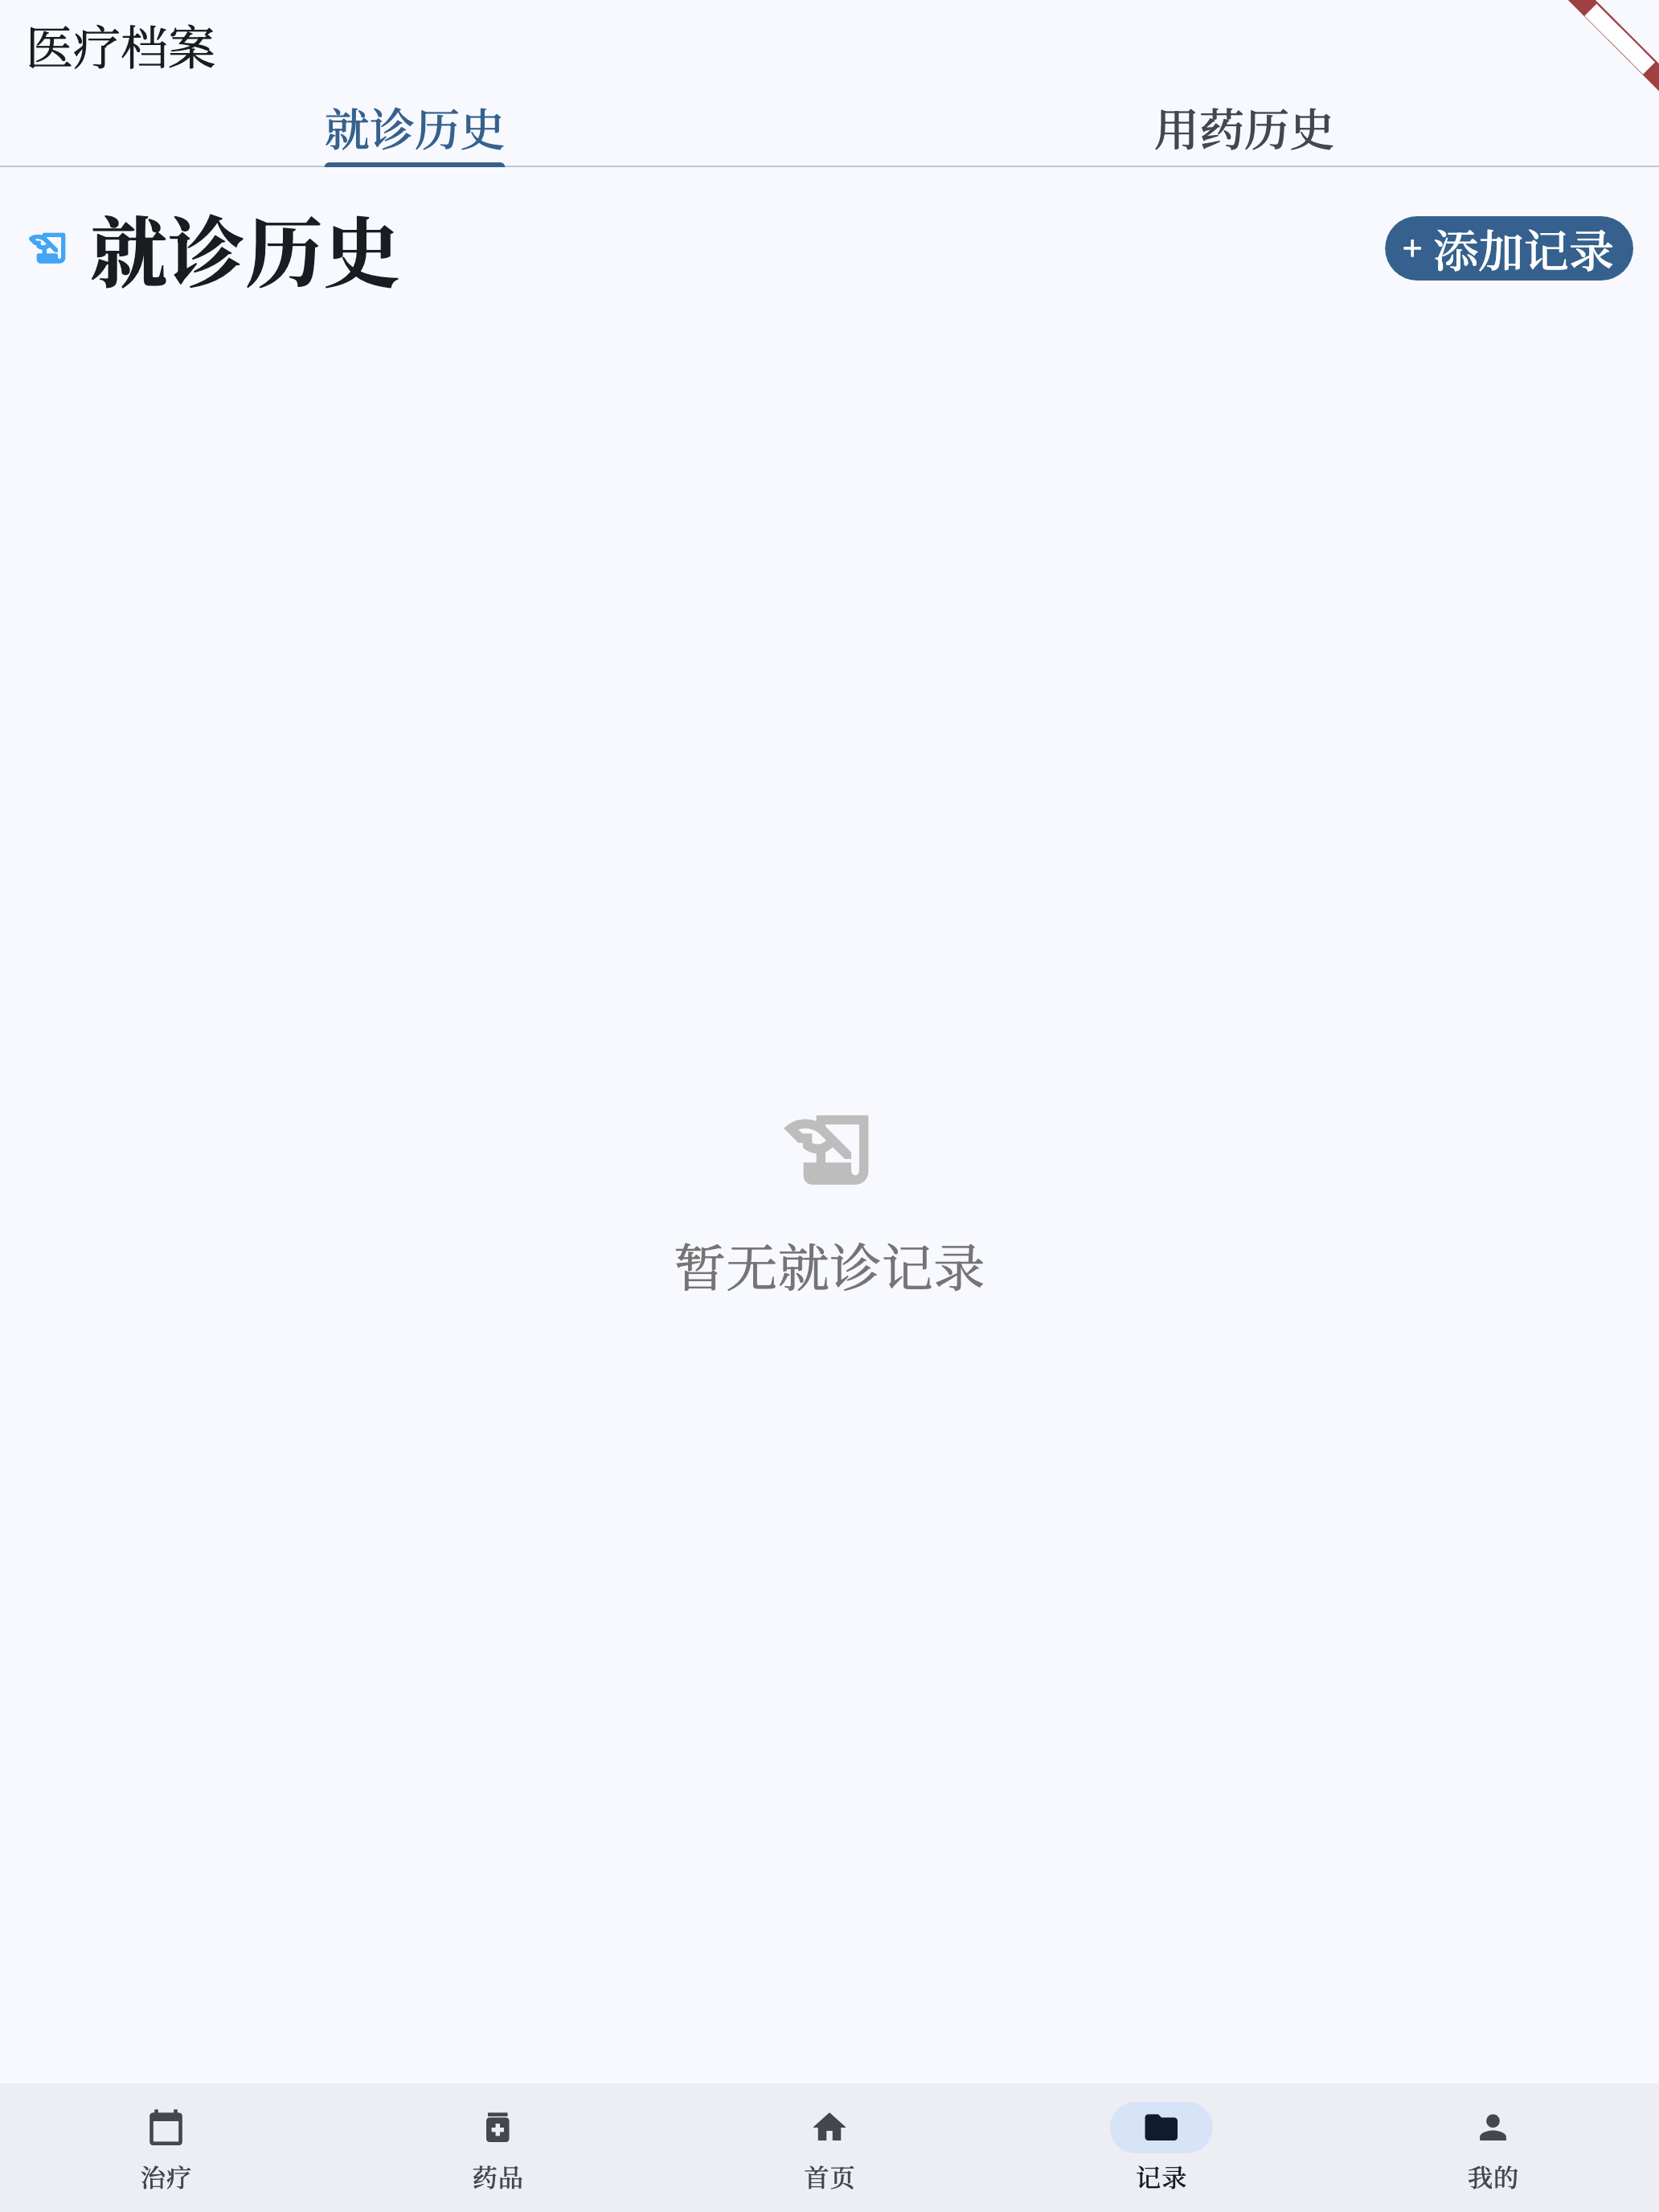 医疗档案
就诊历史
用药历史
就诊历史
+ 添加记录
暂无就诊记录
治疗
药品
首页
记录
我的